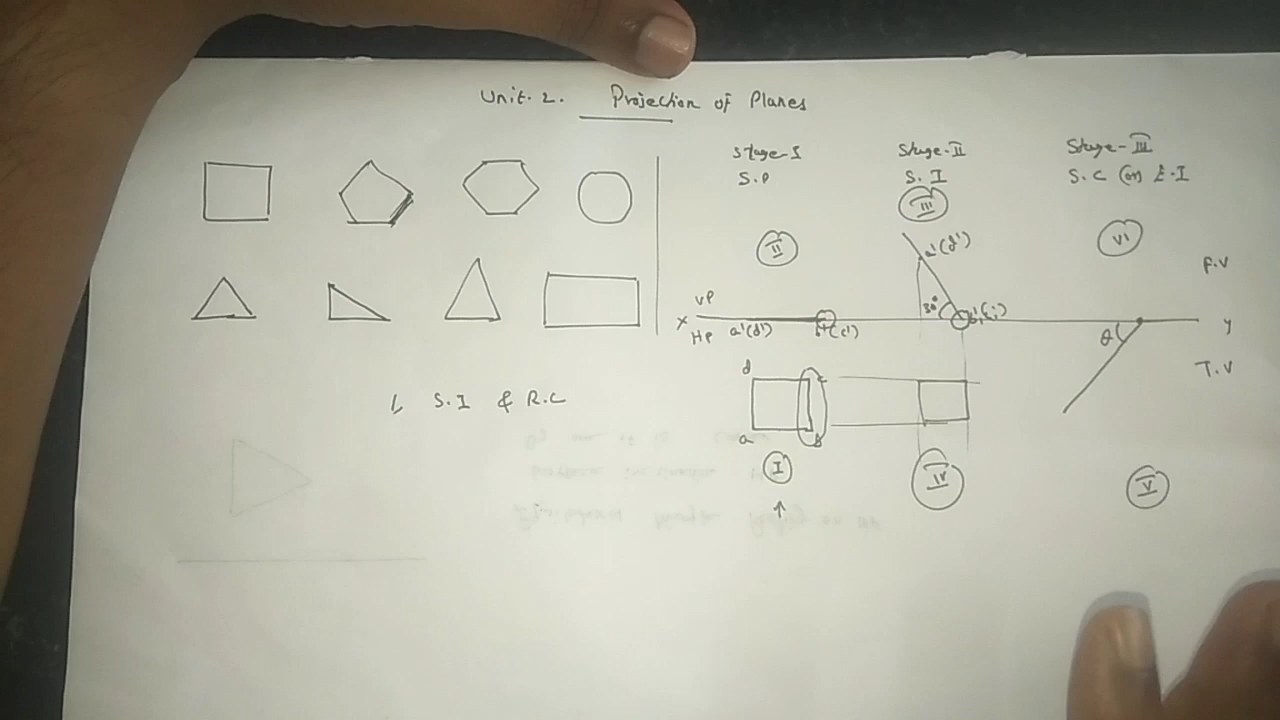 Unit. 2. Projection of Planes
Stage-I
S.P
Stage-II
S.I
Stage-III
S.C (or) E.I
III
II
VI
a'(d')
F.V
VP
30°
X
HP
a'(d')
(c')
y
θ
T.V
d
c
1, S.I & R.C
a
b
I
IV
V